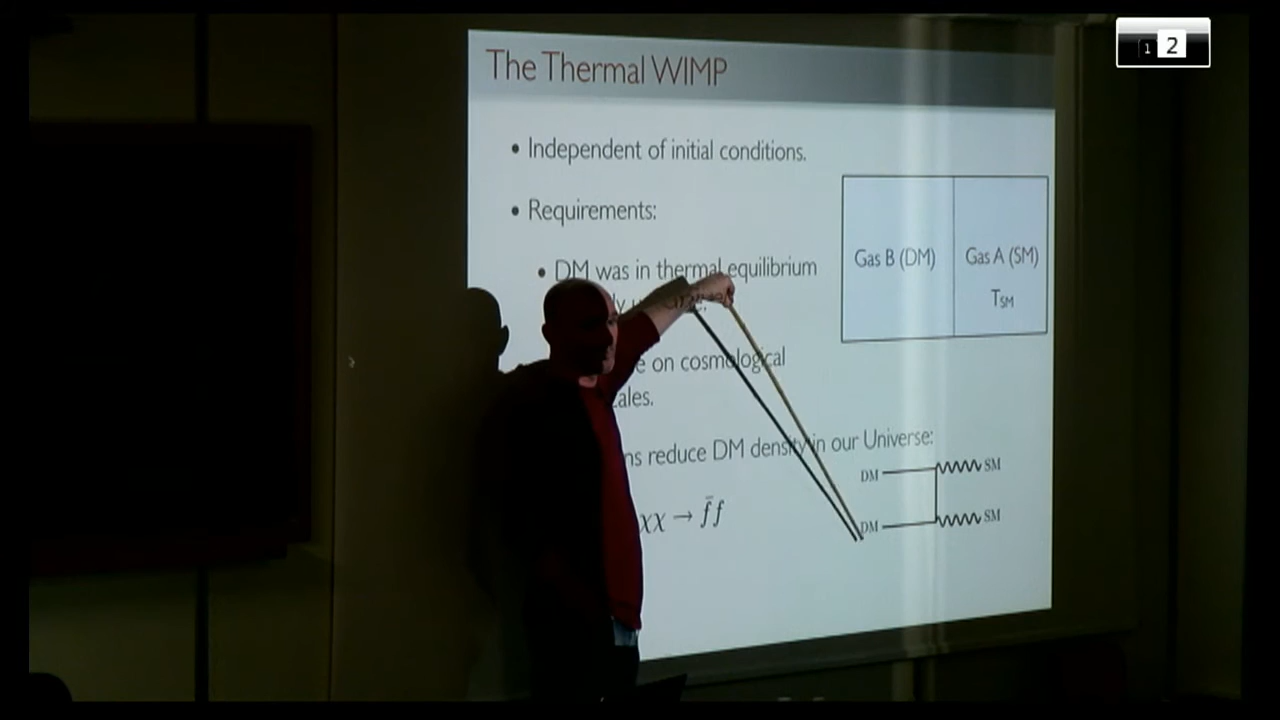 1 2
The Thermal WIMP
• Independent of initial conditions.
• Requirements:
• DM was in thermal equilibrium
on cosmological
ns reduce DM density in our Universe:
χχ → f̄f
Gas B (DM)
Gas A (SM)
TSM
DM SM
DM SM